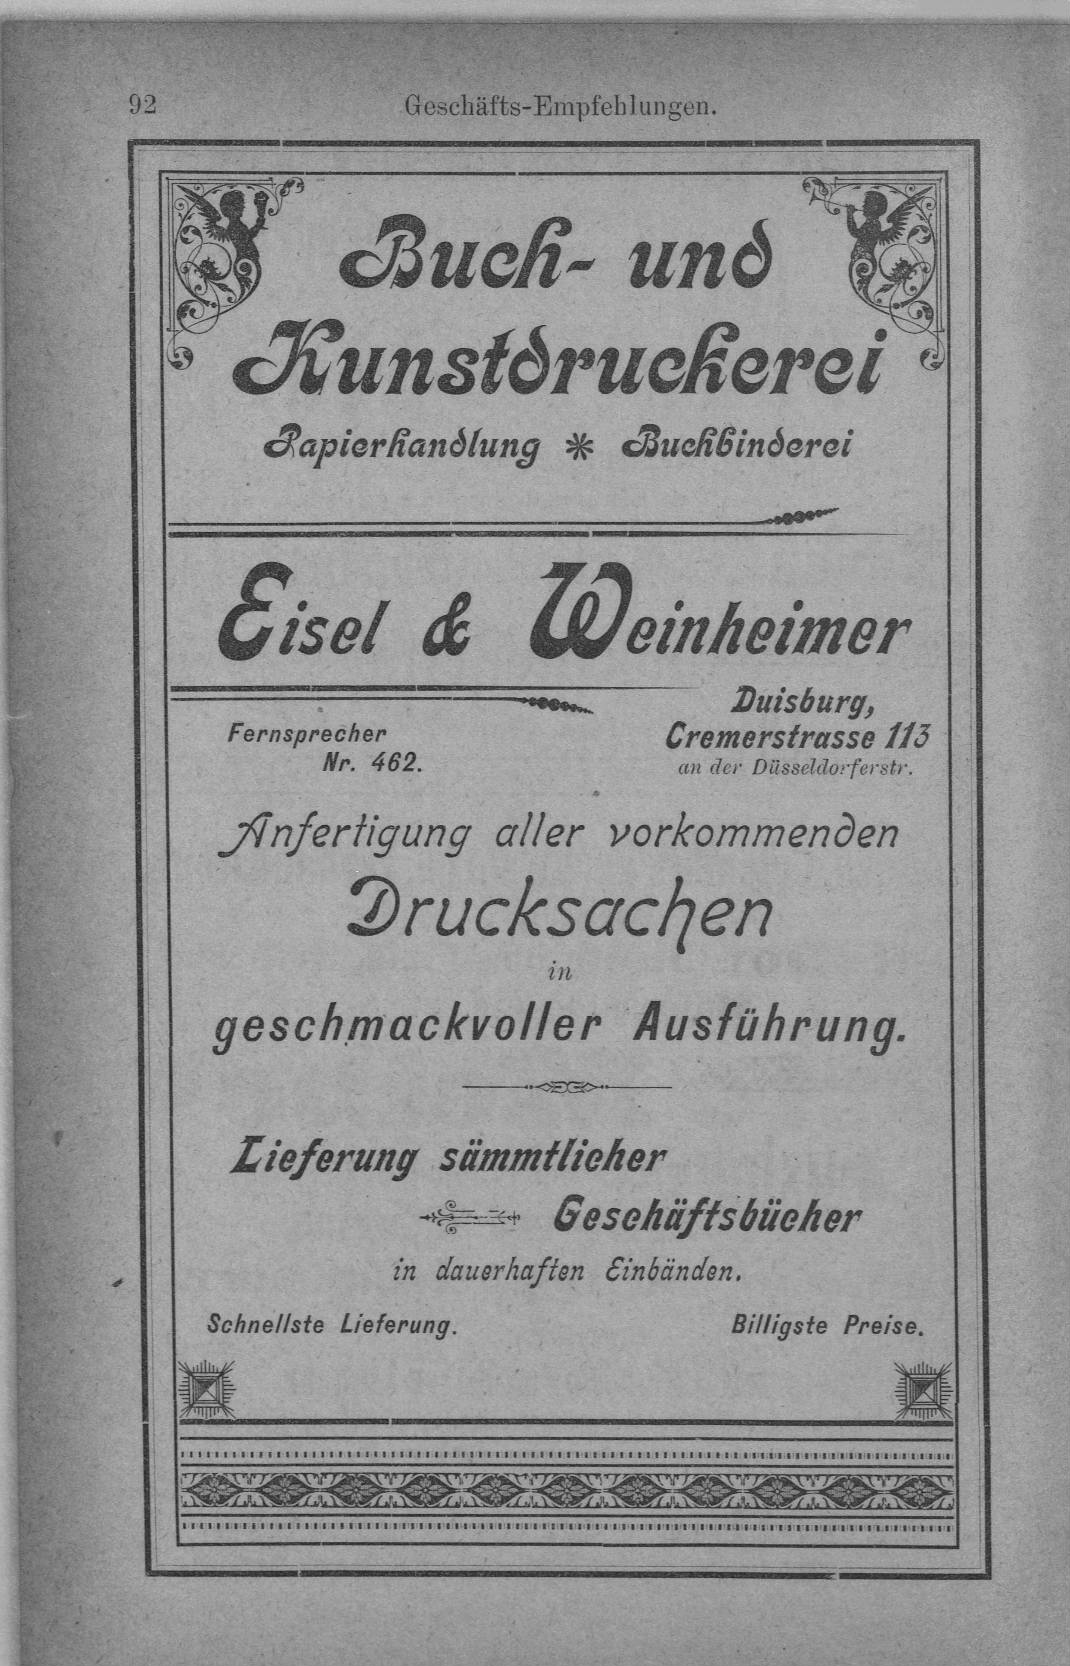 92
Geschäfts-Empfehlungen.
Buch- und
Kunstdruckerei
Papierhandlung * Buchbinderei
Eisel & Weinheimer
Fernsprecher
Nr. 462.
Duisburg,
Cremerstrasse 113
an der Düsseldorferstr.
Anfertigung aller vorkommenden
Drucksachen
in
geschmackvoller Ausführung.
Lieferung sämmtlicher
Geschäftsbücher
in dauerhaften Einbänden.
Schnellste Lieferung.
Billigste Preise.